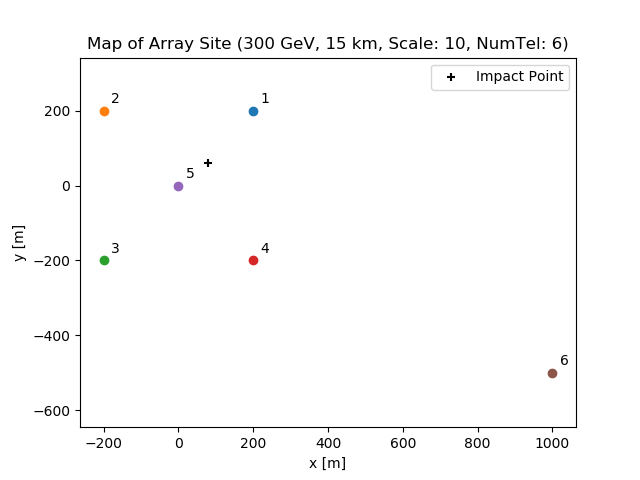 Map of Array Site (300 GeV, 15 km, Scale: 10, NumTel: 6)
Impact Point
2
1
5
3
4
6
200
0
−200
−400
−600
y [m]
−200 0 200 400 600 800 1000
x [m]